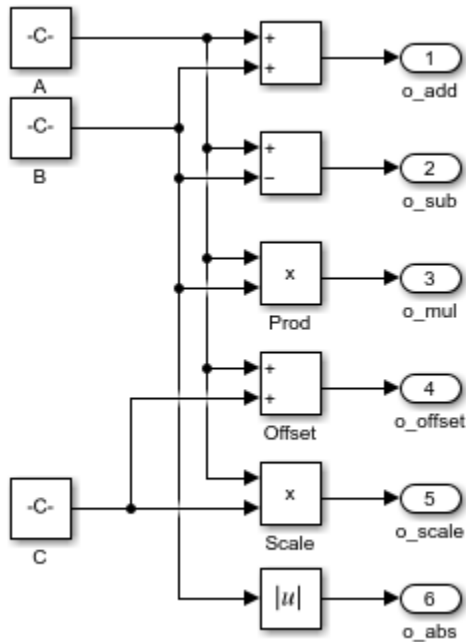 -C-
A
+
+
1
o_add
-C-
B
+
−
2
o_sub
x
Prod
3
o_mul
+
+
Offset
4
o_offset
-C-
C
x
Scale
5
o_scale
|u|
6
o_abs